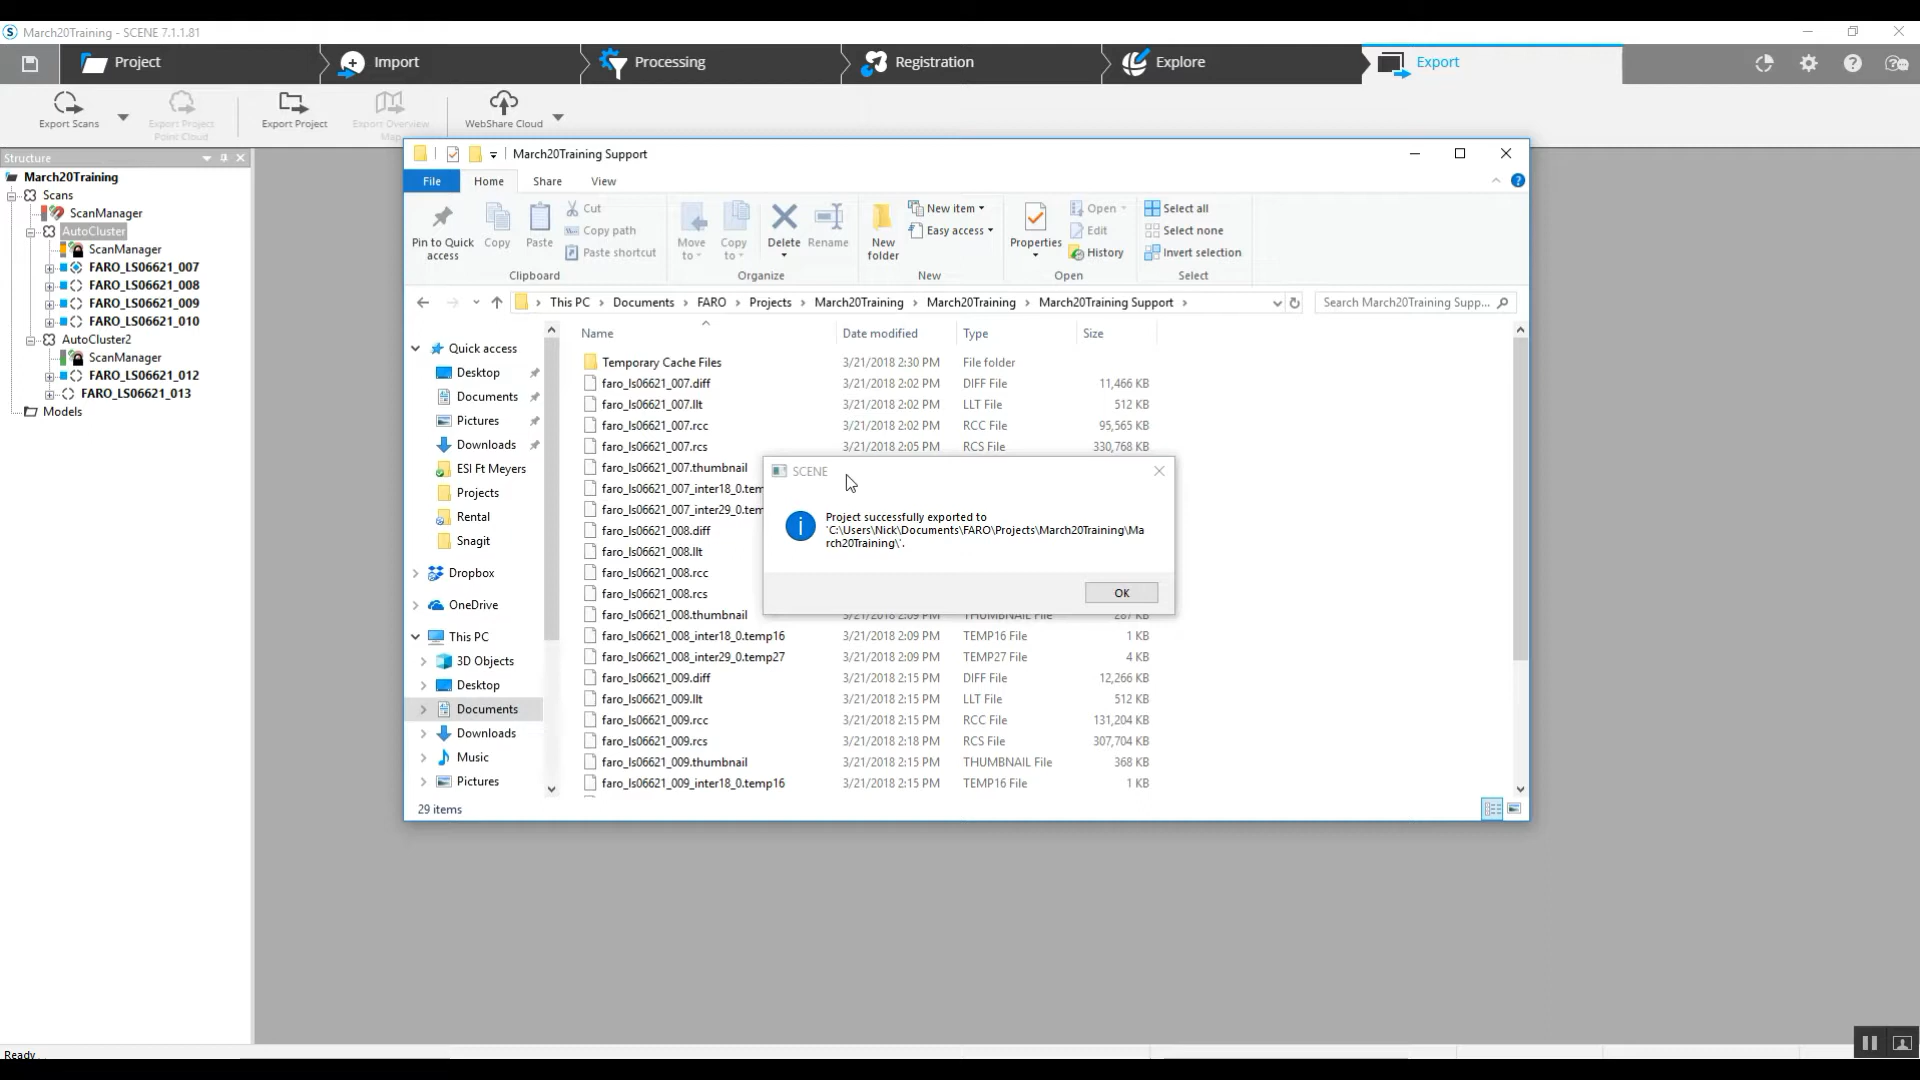 March20Training - SCENE 7.1.1.81
Project
Import
Processing
Registration
Explore
Export
Export Scans
Export Project
Point Cloud
Export Project
Export Overview
Map
WebShare Cloud
Structure
March20Training
Scans
ScanManager
AutoCluster
ScanManager
FARO_LS06621_007
FARO_LS06621_008
FARO_LS06621_009
FARO_LS06621_010
AutoCluster2
ScanManager
FARO_LS06621_012
FARO_LS06621_013
Models
March20Training Support
File
Home
Share
View
Pin to Quick
access
Copy
Paste
Cut
Copy path
Paste shortcut
Clipboard
Move
to
Copy
to
Delete
Rename
Organize
New
folder
New item
Easy access
New
Properties
Open
Edit
History
Open
Select all
Select none
Invert selection
Select
This PC > Documents > FARO > Projects > March20Training > March20Training > March20Training Support >
Search March20Training Supp...
Quick access
Desktop
Documents
Pictures
Downloads
ESI Ft Meyers
Projects
Rental
Snagit
Dropbox
OneDrive
This PC
3D Objects
Desktop
Documents
Downloads
Music
Pictures
Name Date modified Type Size
Temporary Cache Files 3/21/2018 2:30 PM File folder
faro_ls06621_007.diff 3/21/2018 2:02 PM DIFF File 11,466 KB
faro_ls06621_007.llt 3/21/2018 2:02 PM LLT File 512 KB
faro_ls06621_007.rcc 3/21/2018 2:02 PM RCC File 95,565 KB
faro_ls06621_007.rcs 3/21/2018 2:05 PM RCS File 330,768 KB
faro_ls06621_007.thumbnail
faro_ls06621_007_inter18_0.tem
faro_ls06621_007_inter29_0.tem
faro_ls06621_008.diff
faro_ls06621_008.llt
faro_ls06621_008.rcc
faro_ls06621_008.rcs
faro_ls06621_008.thumbnail 3/21/2018 2:09 PM THUMBNAIL File 287 KB
faro_ls06621_008_inter18_0.temp16 3/21/2018 2:09 PM TEMP16 File 1 KB
faro_ls06621_008_inter29_0.temp27 3/21/2018 2:09 PM TEMP27 File 4 KB
faro_ls06621_009.diff 3/21/2018 2:15 PM DIFF File 12,266 KB
faro_ls06621_009.llt 3/21/2018 2:15 PM LLT File 512 KB
faro_ls06621_009.rcc 3/21/2018 2:15 PM RCC File 131,204 KB
faro_ls06621_009.rcs 3/21/2018 2:18 PM RCS File 307,704 KB
faro_ls06621_009.thumbnail 3/21/2018 2:15 PM THUMBNAIL File 368 KB
faro_ls06621_009_inter18_0.temp16 3/21/2018 2:15 PM TEMP16 File 1 KB
29 items
SCENE
Project successfully exported to
'C:\Users\Nick\Documents\FARO\Projects\March20Training\Ma
rch20Training\'.
OK
Ready